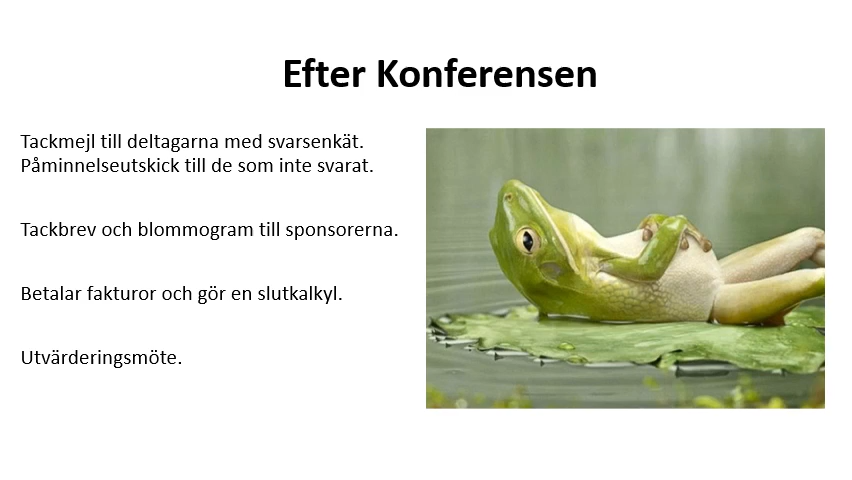 Efter Konferensen
Tackmejl till deltagarna med svarsenkät.
Påminnelseutskick till de som inte svarat.
Tackbrev och blommogram till sponsorerna.
Betalar fakturor och gör en slutkalkyl.
Utvärderingsmöte.